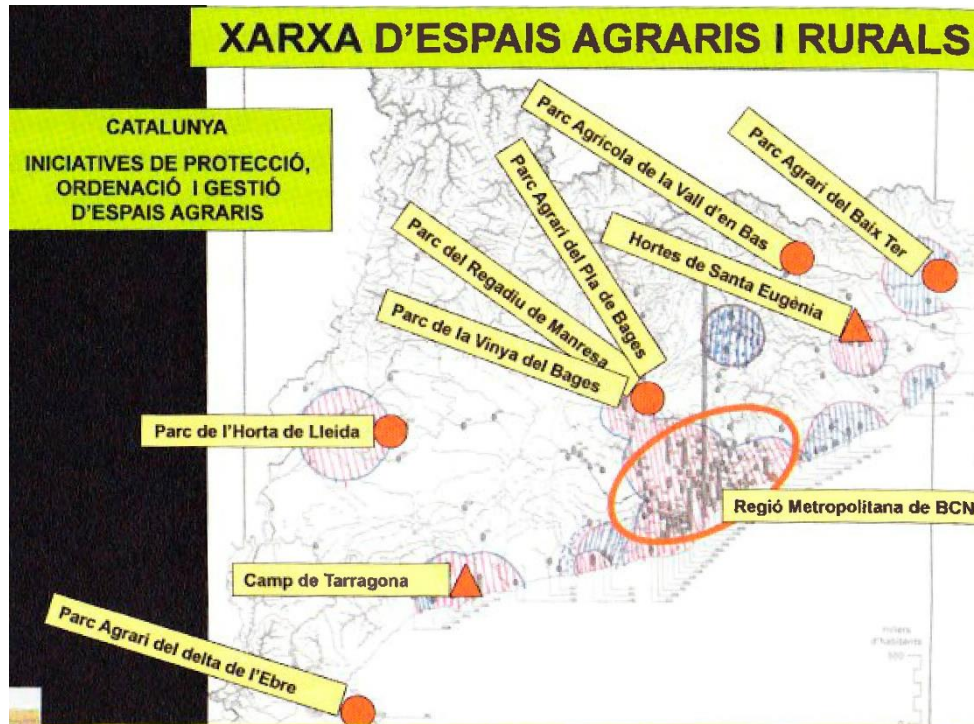 XARXA D'ESPAIS AGRARIS I RURALS
CATALUNYA
INICIATIVES DE PROTECCIÓ,
ORDENACIÓ I GESTIÓ
D'ESPAIS AGRARIS
Parc Agrícola de la Vall d'en Bas
Parc Agrari del Baix Ter
Parc Agrari del Pla de Bages
Hortes de Santa Eugènia
Parc del Regadiu de Manresa
Parc de la Vinya del Bages
Parc de l'Horta de Lleida
Regió Metropolitana de BCN
Camp de Tarragona
Parc Agrari del delta de l'Ebre
d'habitants
500